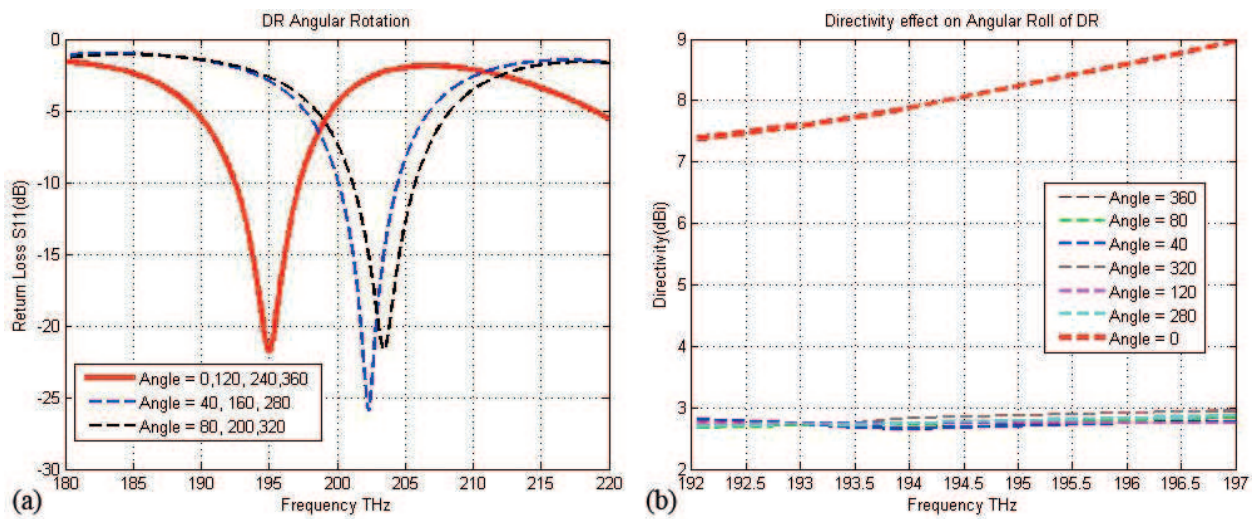 DR Angular Rotation
0
-5
-10
-15
-20
-25
-30
Return Loss S11(dB)
Angle = 0,120, 240,360
Angle = 40, 160, 280
Angle = 80, 200,320
180 185 190 195 200 205 210 215 220
Frequency THz
(a)
Directivity effect on Angular Roll of DR
9
8
7
6
5
4
3
2
Directivity(dBi)
Angle = 360
Angle = 80
Angle = 40
Angle = 320
Angle = 120
Angle = 280
Angle = 0
192 192.5 193 193.5 194 194.5 195 195.5 196 196.5 197
Frequency THz
(b)